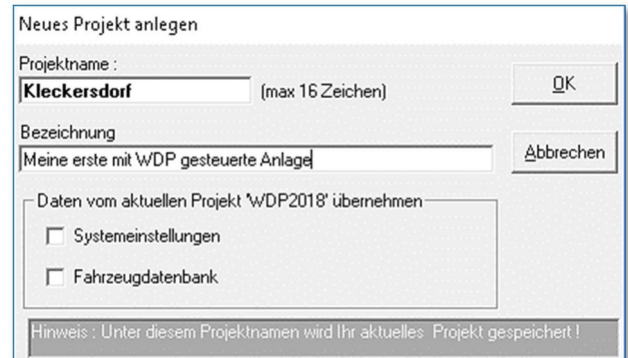 Neues Projekt anlegen
Projektname :
Kleckersdorf (max 16 Zeichen) OK
Bezeichnung
Meine erste mit WDP gesteuerte Anlage Abbrechen
Daten vom aktuellen Projekt 'WDP2018' übernehmen
Systemeinstellungen
Fahrzeugdatenbank
Hinweis : Unter diesem Projektnamen wird Ihr aktuelles Projekt gespeichert !